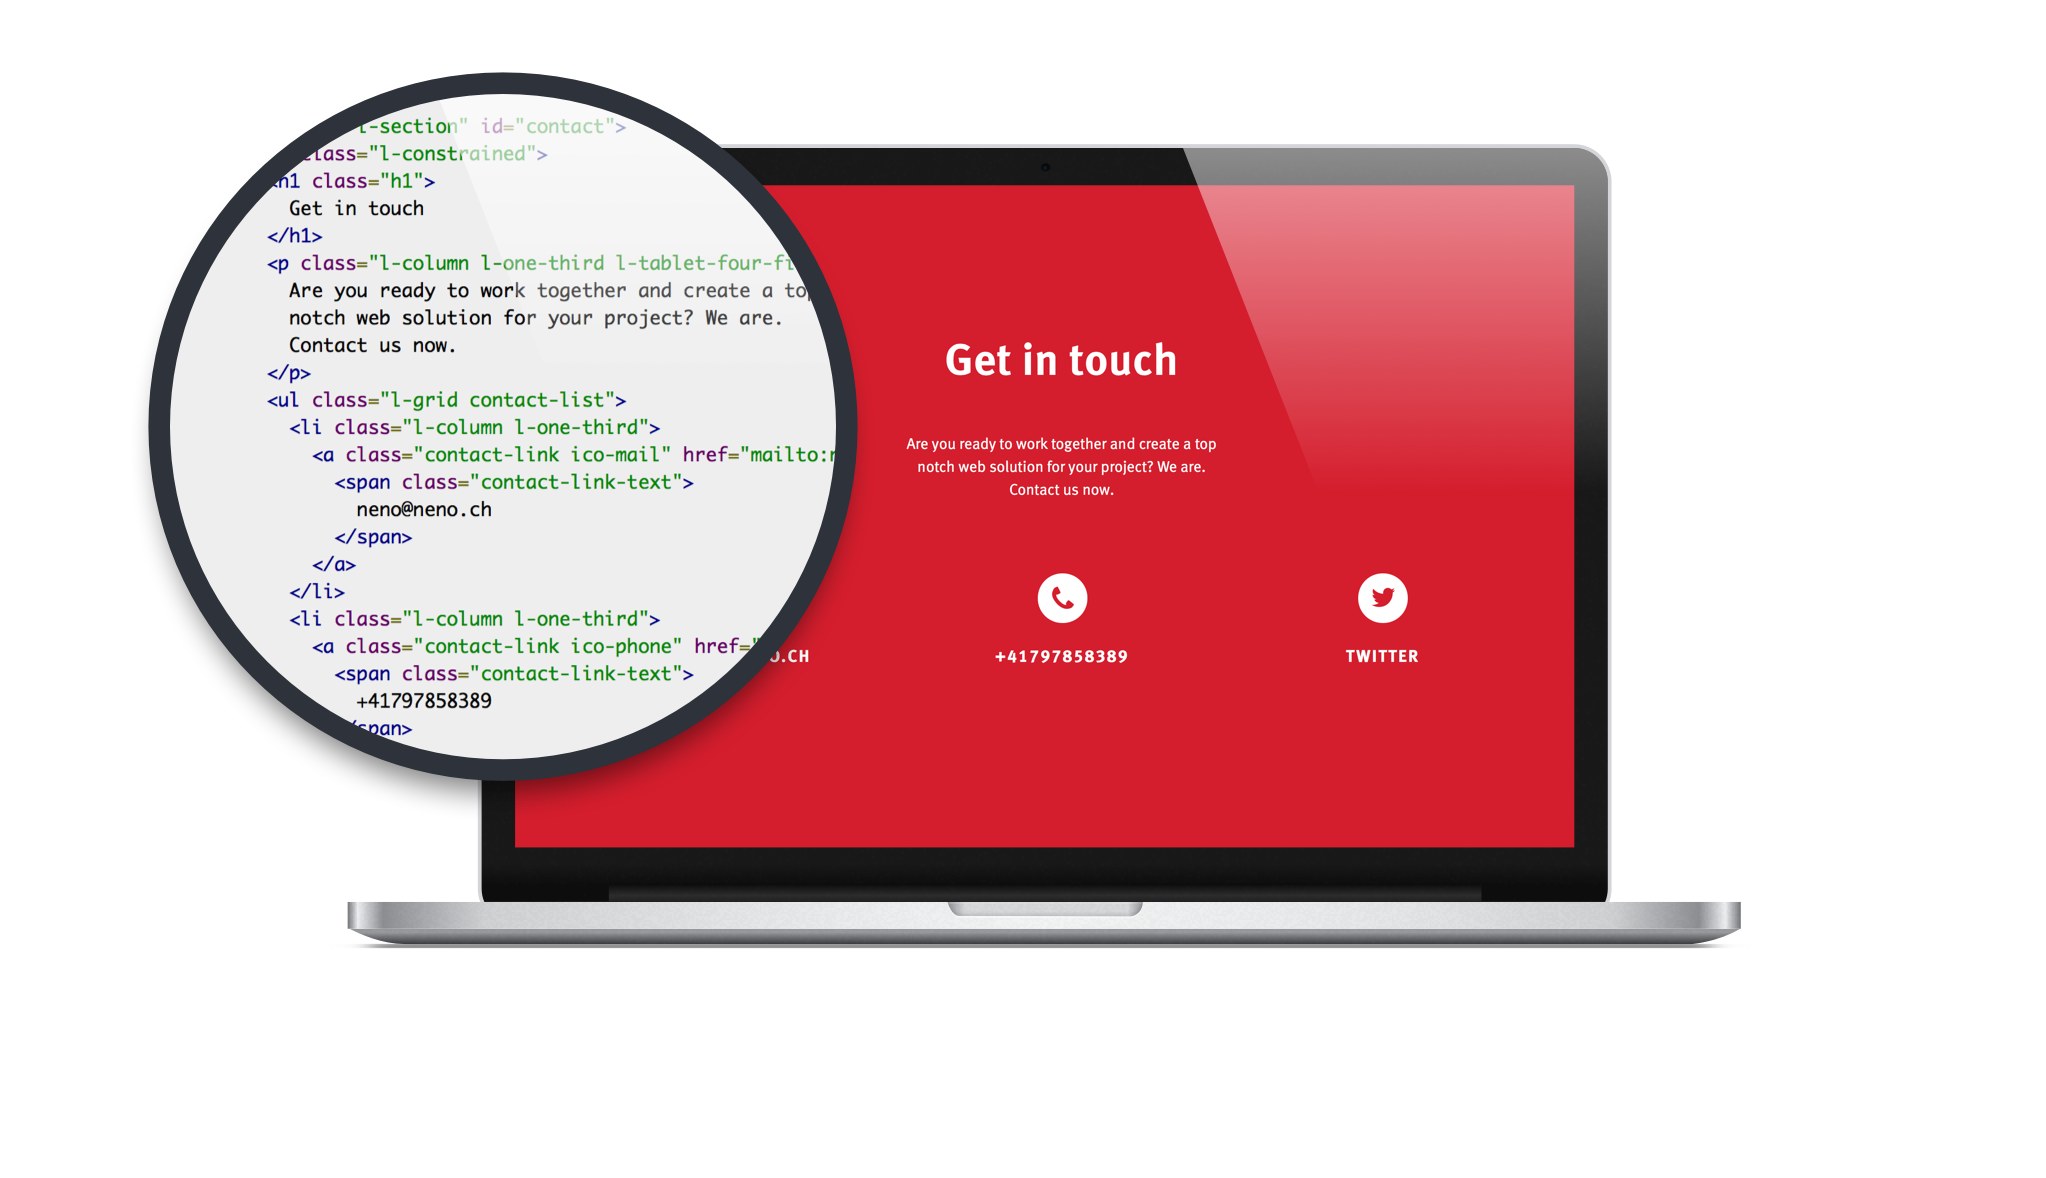 l-section" id="contact">
class="l-constrained">
<h1 class="h1">
Get in touch
</h1>
<p class="l-column l-one-third l-tablet-four-fi
Are you ready to work together and create a top
notch web solution for your project? We are.
Contact us now.
</p>
<ul class="l-grid contact-list">
<li class="l-column l-one-third">
<a class="contact-link ico-mail" href="mailto:n
<span class="contact-link-text">
neno@neno.ch
</span>
</a>
</li>
<li class="l-column l-one-third">
<a class="contact-link ico-phone" href="
<span class="contact-link-text">
+41797858389
</span>
Get in touch
Are you ready to work together and create a top
notch web solution for your project? We are.
Contact us now.
O.CH
+41797858389
TWITTER